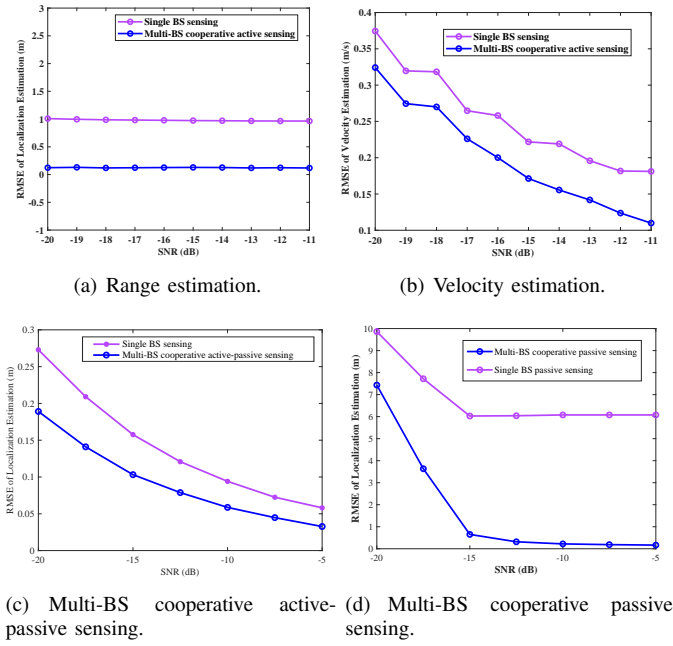 3
2.5
2
1.5
1
0.5
0
-0.5
-1
RMSE of Localization Estimation (m)
Single BS sensing
Multi-BS cooperative active sensing
-20 -19 -18 -17 -16 -15 -14 -13 -12 -11
SNR (dB)
(a) Range estimation.
0.4
0.35
0.3
0.25
0.2
0.15
0.1
RMSE of Velocity Estimation (m/s)
Single BS sensing
Multi-BS cooperative active sensing
-20 -19 -18 -17 -16 -15 -14 -13 -12 -11
SNR (dB)
(b) Velocity estimation.
0.3
0.25
0.2
0.15
0.1
0.05
0
RMSE of Localization Estimation (m)
Single BS sensing
Multi-BS cooperative active-passive sensing
-20 -15 -10 -5
SNR (dB)
(c) Multi-BS cooperative active-
passive sensing.
10
9
8
7
6
5
4
3
2
1
0
RMSE of Localization Estimation (m)
Multi-BS cooperative passive sensing
Single BS passive sensing
-20 -15 -10 -5
SNR (dB)
(d) Multi-BS cooperative passive
sensing.